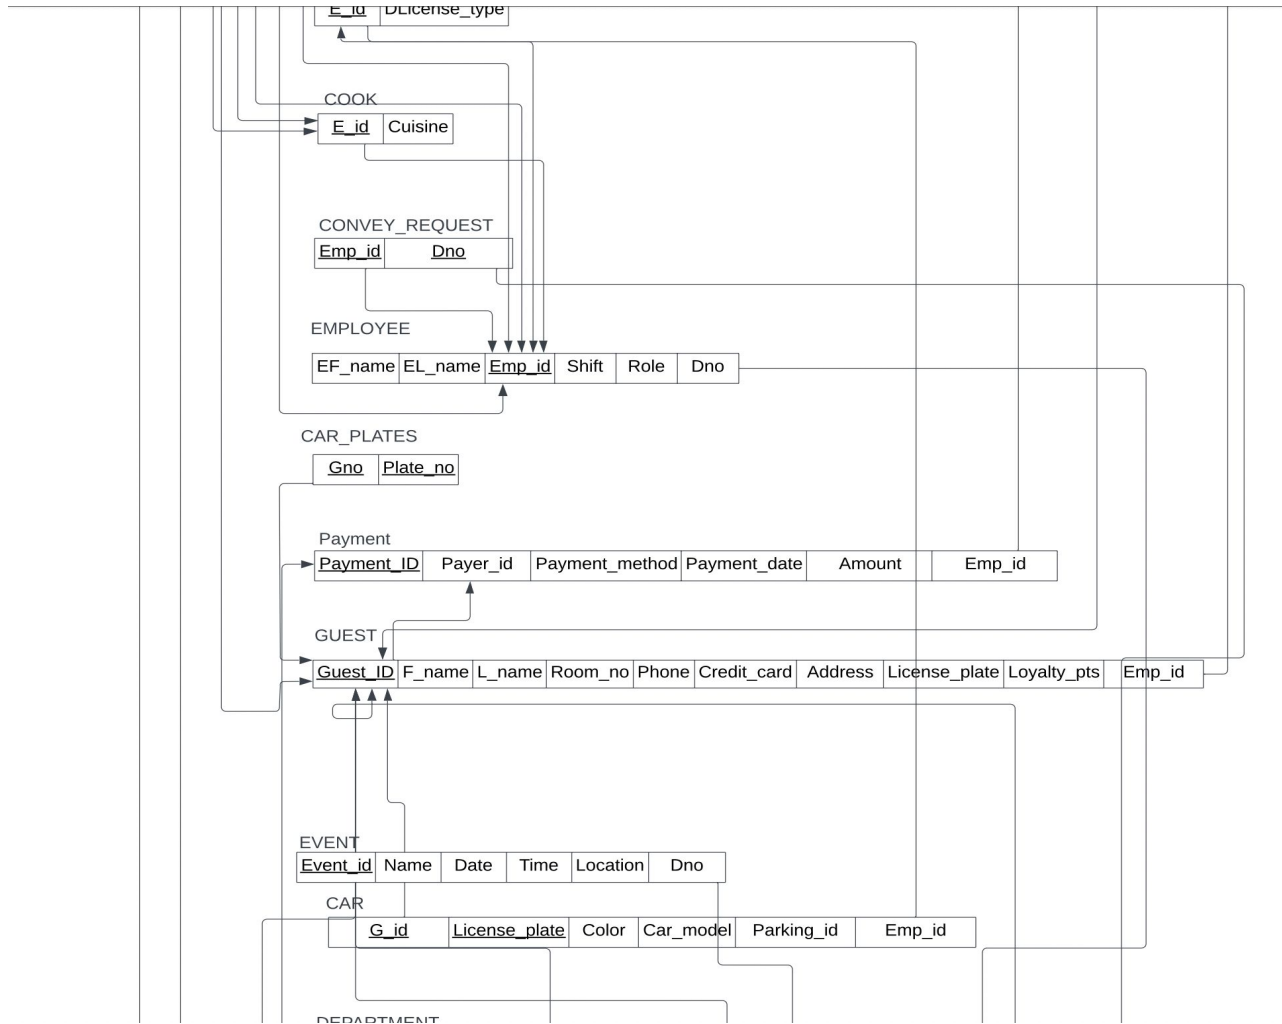 E_id DLicense_type
COOK
E_id Cuisine
CONVEY_REQUEST
Emp_id Dno
EMPLOYEE
EF_name EL_name Emp_id Shift Role Dno
CAR_PLATES
Gno Plate_no
Payment
Payment_ID Payer_id Payment_method Payment_date Amount Emp_id
GUEST
Guest_ID F_name L_name Room_no Phone Credit_card Address License_plate Loyalty_pts Emp_id
EVENT
Event_id Name Date Time Location Dno
CAR
G_id License_plate Color Car_model Parking_id Emp_id
DEPARTMENT